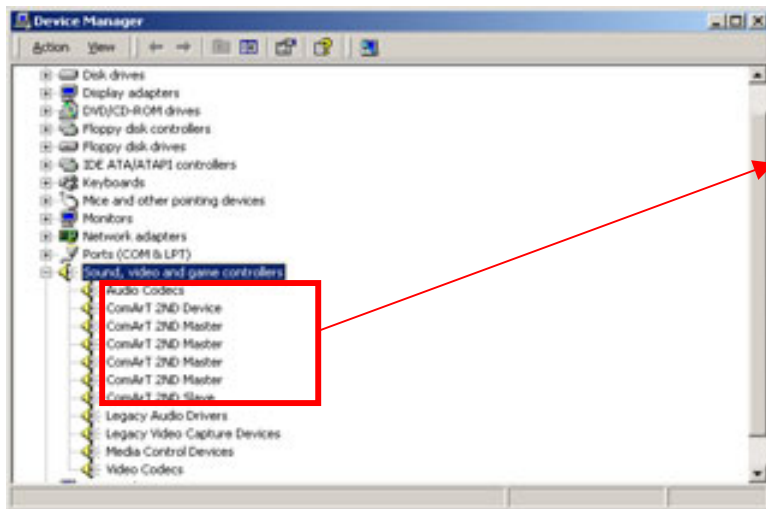 Device Manager
Action View
Disk drives
Display adapters
DVD/CD-ROM drives
Floppy disk controllers
Floppy disk drives
IDE ATA/ATAPI controllers
Keyboards
Mice and other pointing devices
Monitors
Network adapters
Ports (COM & LPT)
Sound, video and game controllers
Audio Codecs
ComArT 2ND Device
ComArT 2ND Master
ComArT 2ND Master
ComArT 2ND Master
ComArT 2ND Master
ComArT 2ND Slave
Legacy Audio Drivers
Legacy Video Capture Devices
Media Control Devices
Video Codecs